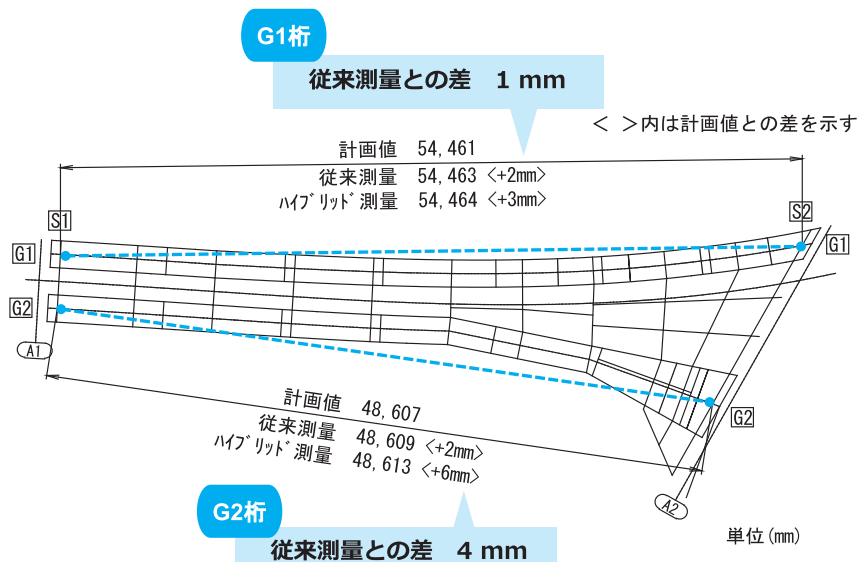 G1桁
従来測量との差 1 mm
< >内は計画値との差を示す
計画値 54,461
従来測量 54,463 <+2mm>
ﾊｲﾌﾞﾘｯﾄﾞ測量 54,464 <+3mm>
S1
S2
G1
G1
G2
A1
計画値 48,607
従来測量 48,609 <+2mm>
ﾊｲﾌﾞﾘｯﾄﾞ測量 48,613 <+6mm>
G2
A2
G2桁
従来測量との差 4 mm
単位(mm)